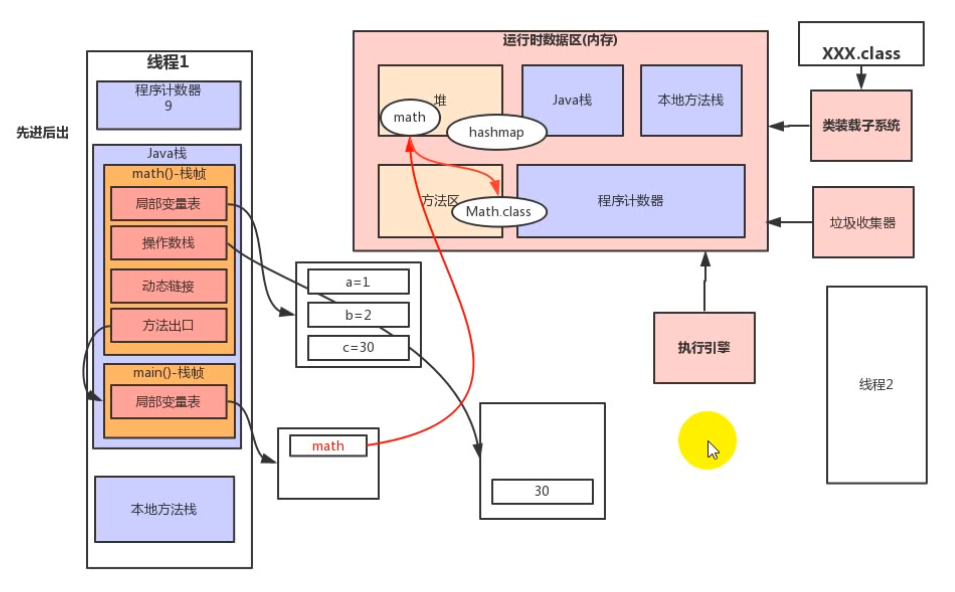 先进后出
线程1
程序计数器
9
Java栈
math()-栈帧
局部变量表
操作数栈
动态链接
方法出口
main()-栈帧
局部变量表
本地方法栈
a=1
b=2
c=30
math
30
运行时数据区(内存)
堆
math
hashmap
Java栈
本地方法栈
方法区
Math.class
程序计数器
XXX.class
类装载子系统
垃圾收集器
执行引擎
线程2